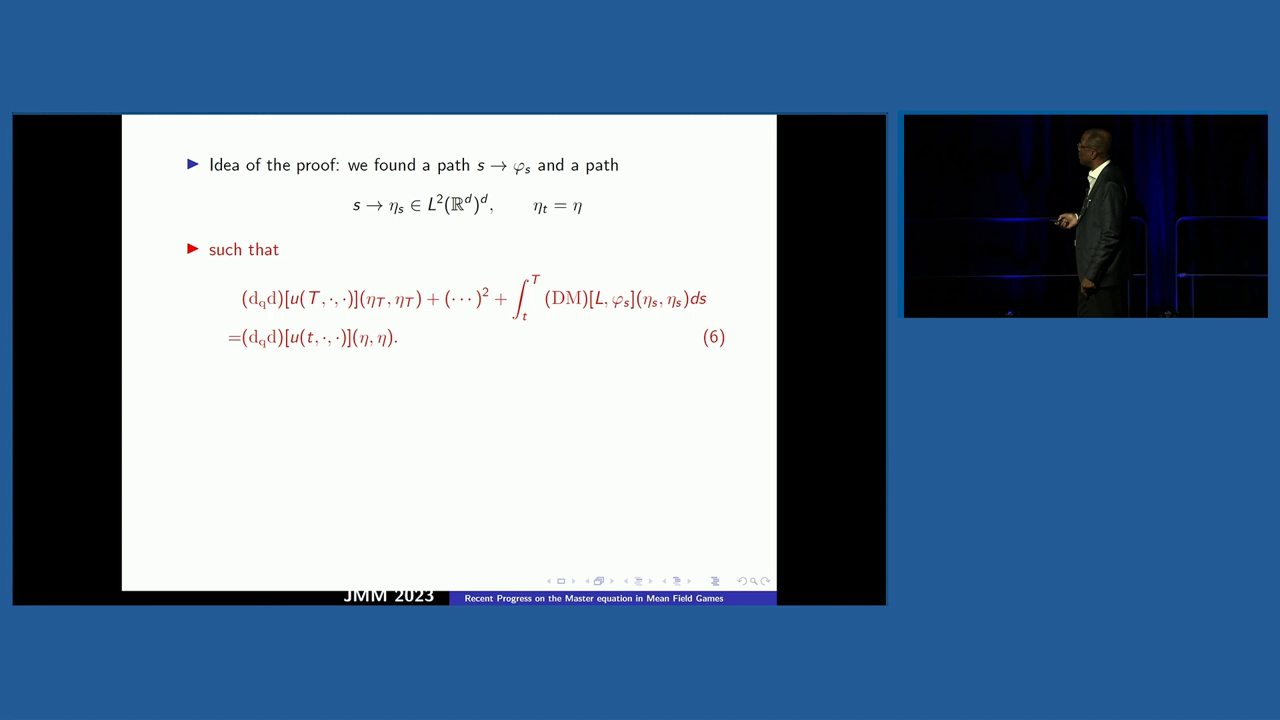 ▶ Idea of the proof: we found a path s → φ_s and a path
s → η_s ∈ L²(ℝ^d)^d, η_t = η
▶ such that
(d_q d)[u(T, ·, ·)](η_T, η_T) + (···)² + ∫_t^T (DM)[L, φ_s](η_s, η_s)ds
=(d_q d)[u(t, ·, ·)](η, η). (6)
JMM 2023 Recent Progress on the Master equation in Mean Field Games